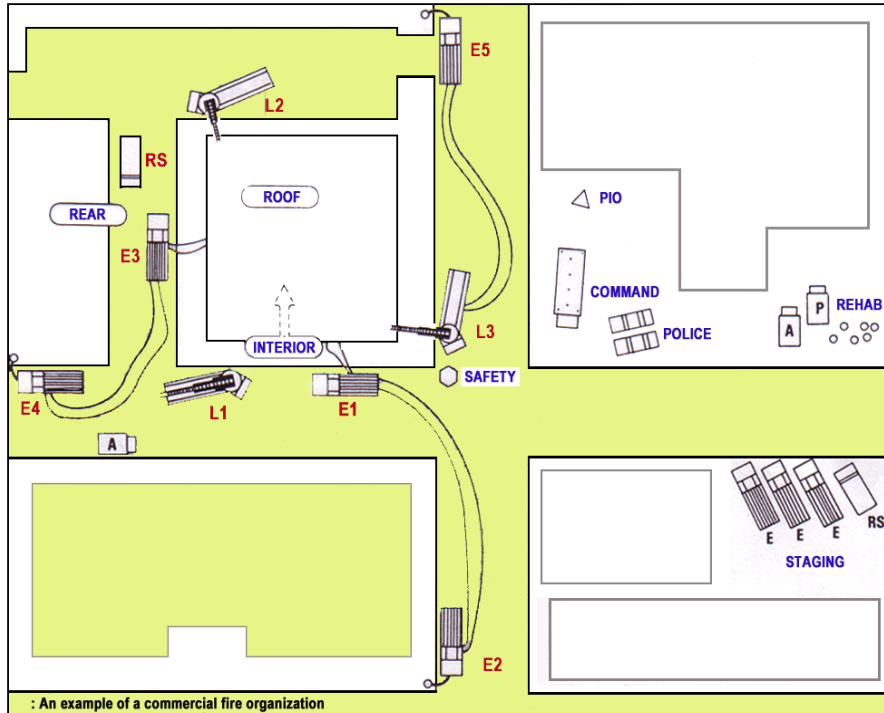 E5
L2
RS
ROOF
REAR
PIO
E3
COMMAND
P
REHAB
A
POLICE
L3
INTERIOR
SAFETY
E4
L1
E1
A
E
E
E
RS
STAGING
E2
: An example of a commercial fire organization